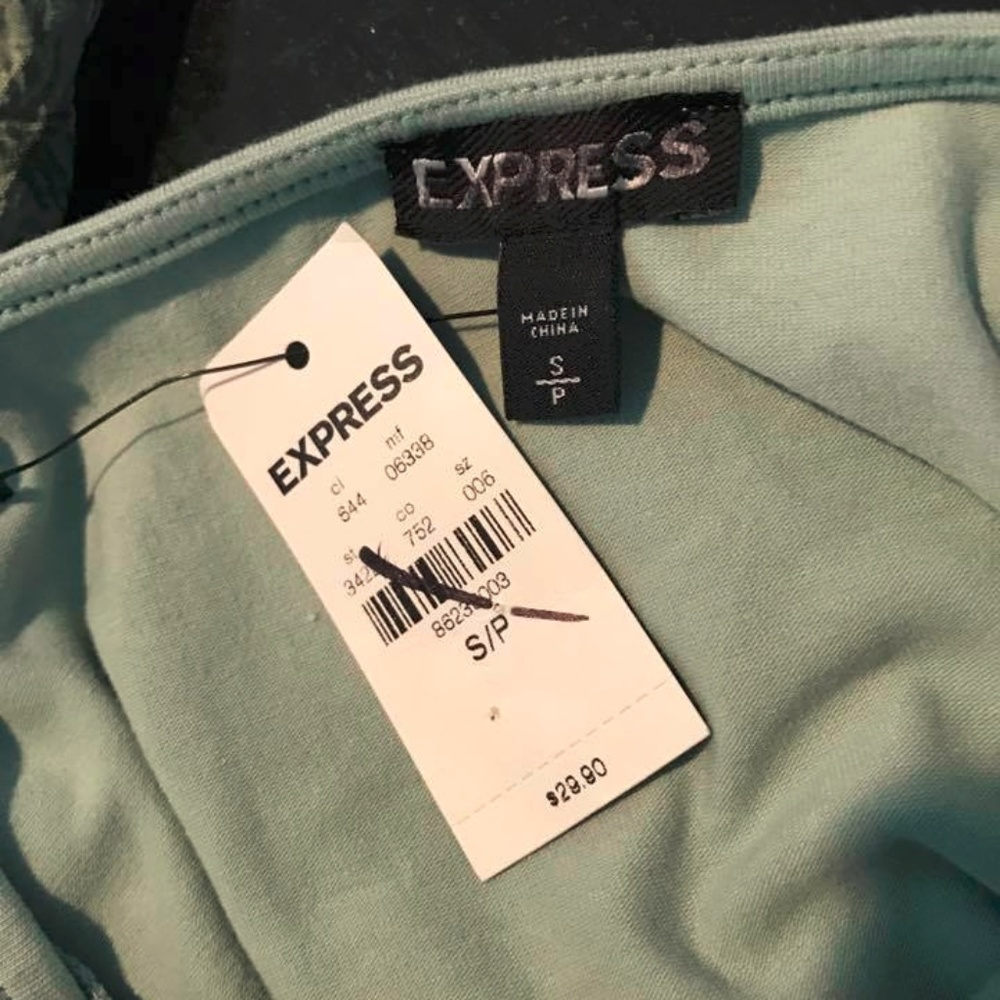 EXPRESS
MADE IN
CHINA
S
P
EXPRESS
cl mf
644 06338
co sz
752 006
S/P
$29.90